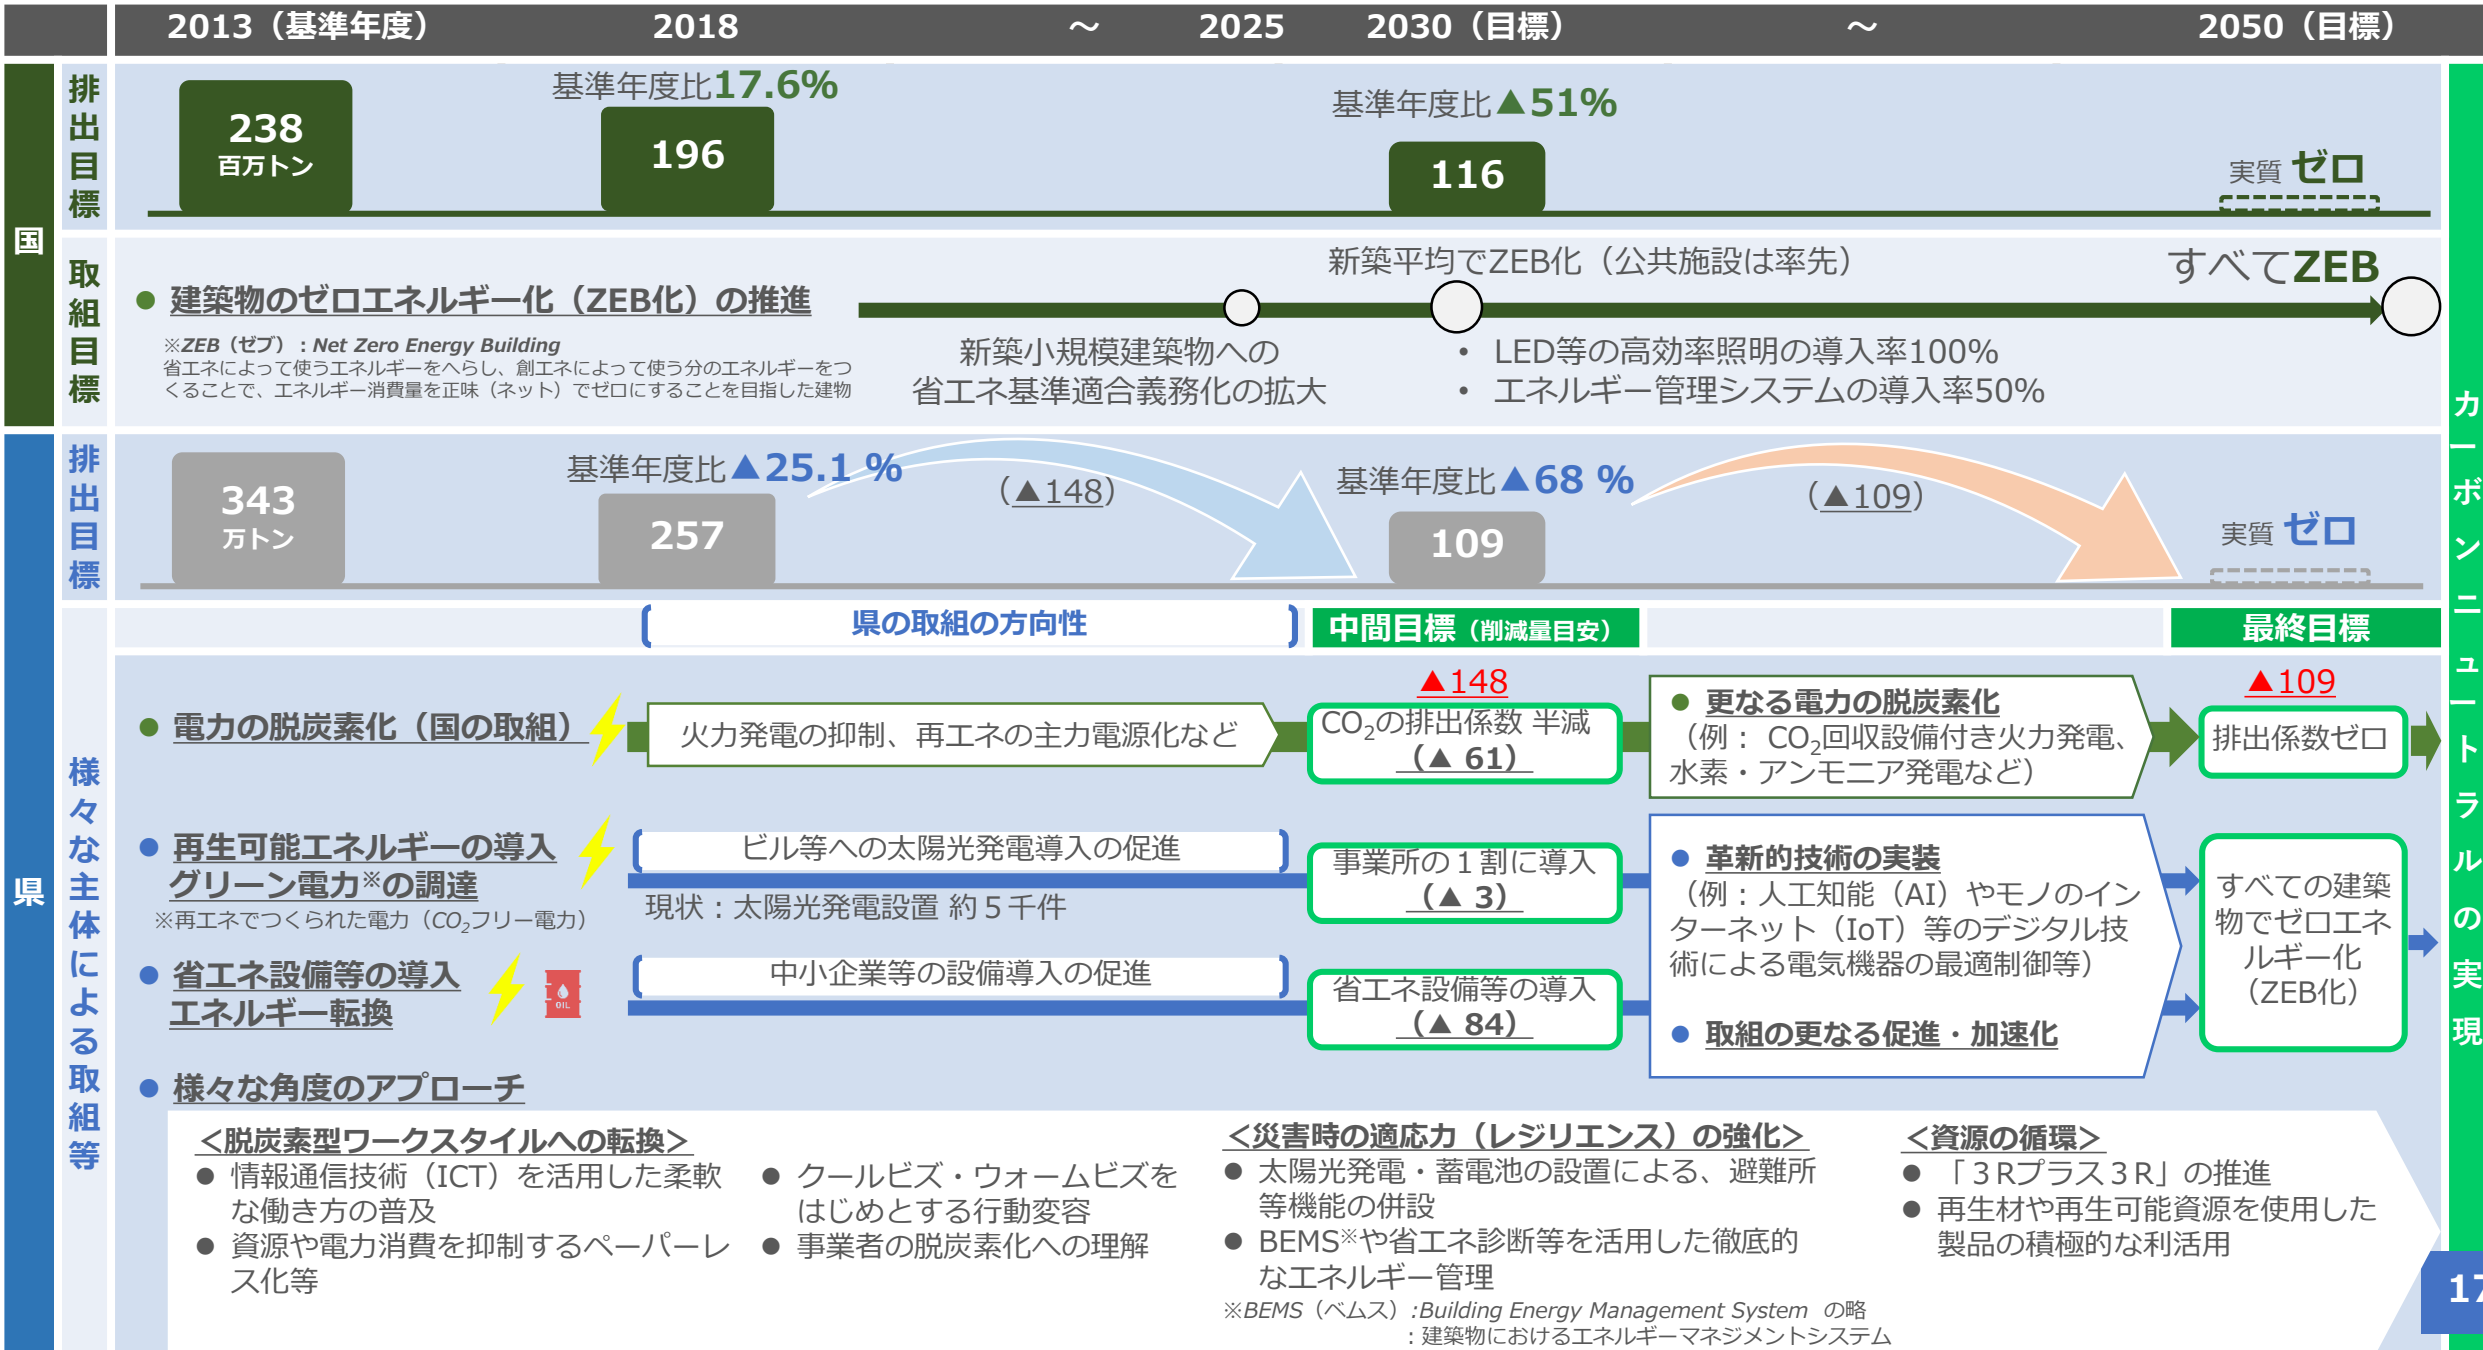 2013（基準年度） 2018 ～ 2025 2030（目標） ～ 2050（目標）
国
排出目標
238
百万トン
基準年度比17.6%
196
基準年度比▲51%
116
実質 ゼロ
取組目標
● 建築物のゼロエネルギー化（ZEB化）の推進
※ZEB（ゼブ）: Net Zero Energy Building
省エネによって使うエネルギーをへらし、創エネによって使う分のエネルギーをつ
くることで、エネルギー消費量を正味（ネット）でゼロにすることを目指した建物
新築平均でZEB化（公共施設は率先）
すべてZEB
新築小規模建築物への
省エネ基準適合義務化の拡大
・ LED等の高効率照明の導入率100%
・ エネルギー管理システムの導入率50%
県
排出目標
343
万トン
基準年度比▲25.1 %
257
（▲148）
基準年度比▲68 %
109
（▲109）
実質 ゼロ
様々な主体による取組等
県の取組の方向性
中間目標（削減量目安）
最終目標
▲148
▲109
● 電力の脱炭素化（国の取組）
火力発電の抑制、再エネの主力電源化など
CO2の排出係数 半減
（▲ 61）
● 更なる電力の脱炭素化
（例： CO2回収設備付き火力発電、
水素・アンモニア発電など）
排出係数ゼロ
● 再生可能エネルギーの導入
グリーン電力※の調達
※再エネでつくられた電力（CO2フリー電力）
ビル等への太陽光発電導入の促進
現状：太陽光発電設置 約５千件
事業所の１割に導入
（▲ 3）
● 省エネ設備等の導入
エネルギー転換
OIL
中小企業等の設備導入の促進
省エネ設備等の導入
（▲ 84）
● 革新的技術の実装
（例：人工知能（AI）やモノのイン
ターネット（IoT）等のデジタル技
術による電気機器の最適制御等）
● 取組の更なる促進・加速化
すべての建築
物でゼロエネ
ルギー化
（ZEB化）
● 様々な角度のアプローチ
＜脱炭素型ワークスタイルへの転換＞
● 情報通信技術（ICT）を活用した柔軟
な働き方の普及
● 資源や電力消費を抑制するペーパーレ
ス化等
● クールビズ・ウォームビズを
はじめとする行動変容
● 事業者の脱炭素化への理解
＜災害時の適応力（レジリエンス）の強化＞
● 太陽光発電・蓄電池の設置による、避難所
等機能の併設
● BEMS※や省エネ診断等を活用した徹底的
なエネルギー管理
※BEMS（ベムス）:Building Energy Management System の略
：建築物におけるエネルギーマネジメントシステム
＜資源の循環＞
● 「３Rプラス３R」の推進
● 再生材や再生可能資源を使用した
製品の積極的な利活用
カーボンニュートラルの実現
17